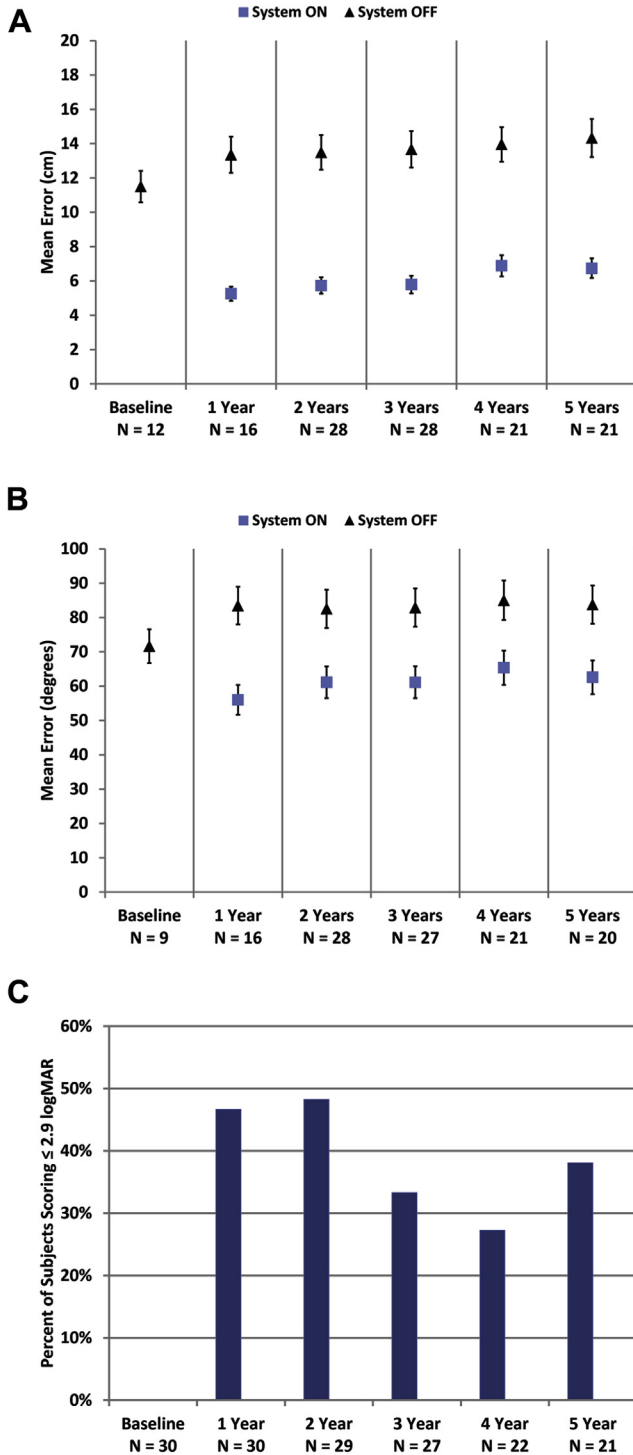 A
System ON System OFF
20
18
16
14
12
10
8
6
4
2
0
Mean Error (cm)
Baseline 1 Year 2 Years 3 Years 4 Years 5 Years
N = 12 N = 16 N = 28 N = 28 N = 21 N = 21
B
System ON System OFF
100
90
80
70
60
50
40
30
20
10
0
Mean Error (degrees)
Baseline 1 Year 2 Years 3 Years 4 Years 5 Years
N = 9 N = 16 N = 28 N = 27 N = 21 N = 20
C
60%
50%
40%
30%
20%
10%
0%
Percent of Subjects Scoring ≤ 2.9 logMAR
Baseline 1 Year 2 Year 3 Year 4 Year 5 Year
N = 30 N = 30 N = 29 N = 27 N = 22 N = 21